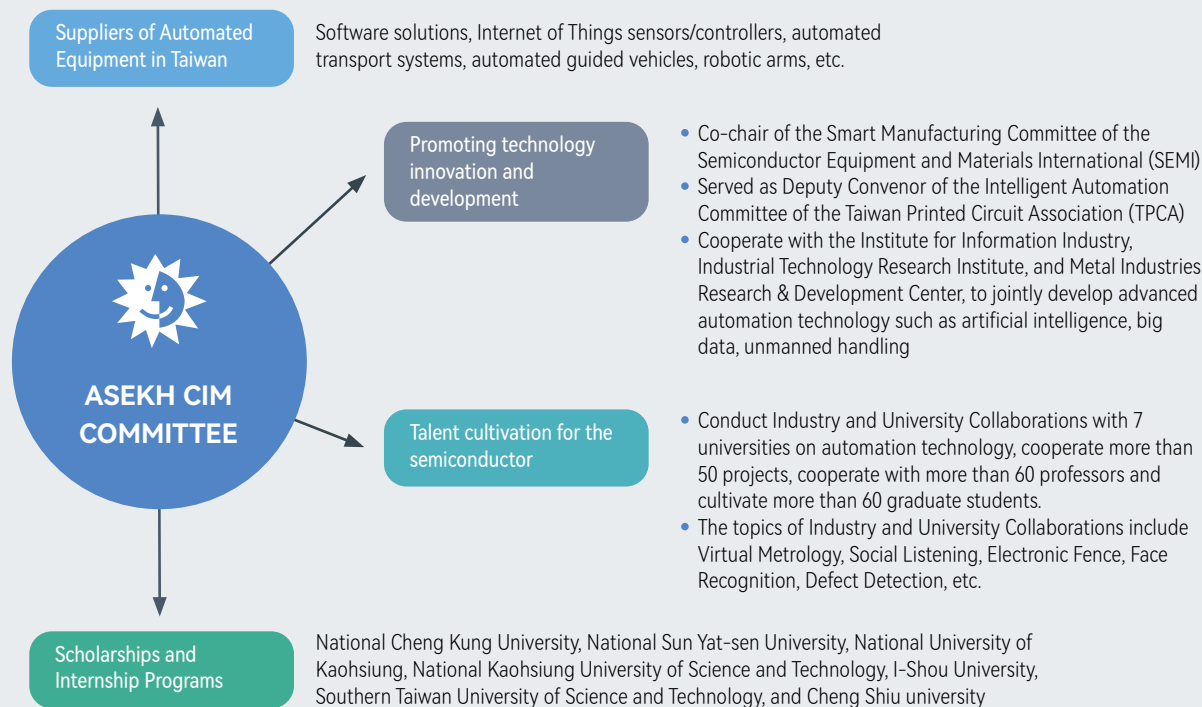 Suppliers of Automated
Equipment in Taiwan
Software solutions, Internet of Things sensors/controllers, automated
transport systems, automated guided vehicles, robotic arms, etc.
Promoting technology
innovation and
development
• Co-chair of the Smart Manufacturing Committee of the
Semiconductor Equipment and Materials International (SEMI)
• Served as Deputy Convenor of the Intelligent Automation
Committee of the Taiwan Printed Circuit Association (TPCA)
• Cooperate with the Institute for Information Industry,
Industrial Technology Research Institute, and Metal Industries
Research & Development Center, to jointly develop advanced
automation technology such as artificial intelligence, big
data, unmanned handling
ASEKH CIM
COMMITTEE
Talent cultivation for the
semiconductor
• Conduct Industry and University Collaborations with 7
universities on automation technology, cooperate more than
50 projects, cooperate with more than 60 professors and
cultivate more than 60 graduate students.
• The topics of Industry and University Collaborations include
Virtual Metrology, Social Listening, Electronic Fence, Face
Recognition, Defect Detection, etc.
Scholarships and
Internship Programs
National Cheng Kung University, National Sun Yat-sen University, National University of
Kaohsiung, National Kaohsiung University of Science and Technology, I-Shou University,
Southern Taiwan University of Science and Technology, and Cheng Shiu university